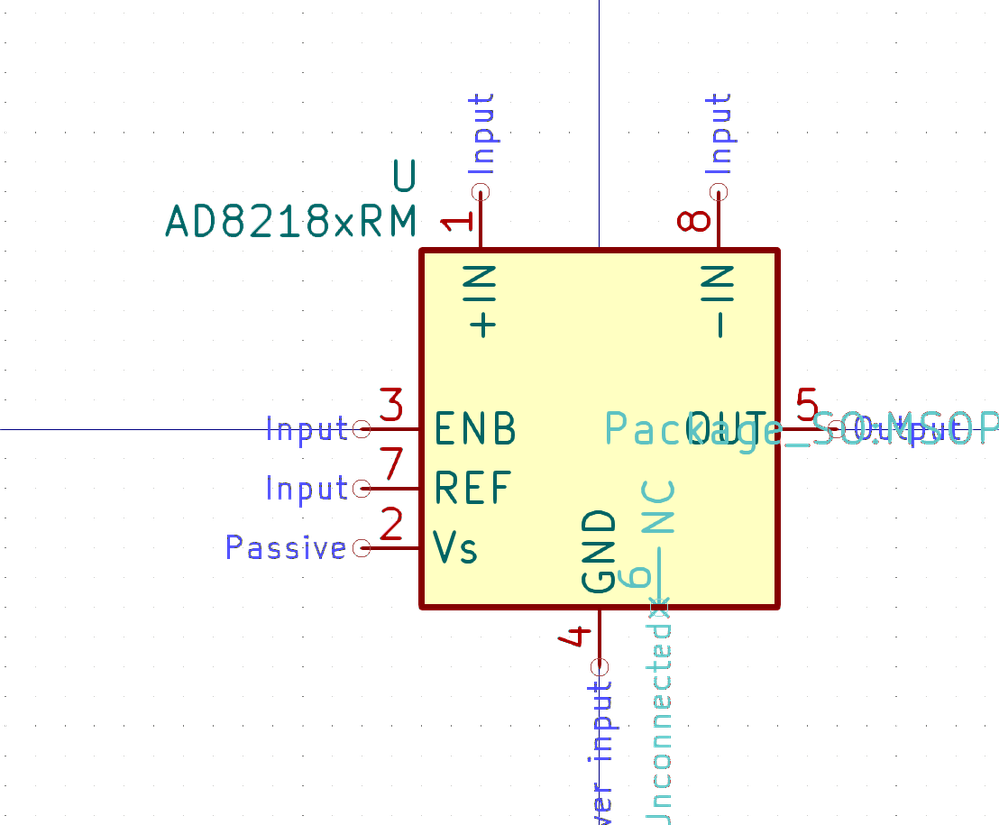 Input
Input
U
AD8218xRM
1
8
+IN
-IN
Input
3
ENB
Package_SO:MSOP
OUT
5
Output
Input
7
REF
Passive
2
Vs
GND
NC
6
4
input
Unconnected